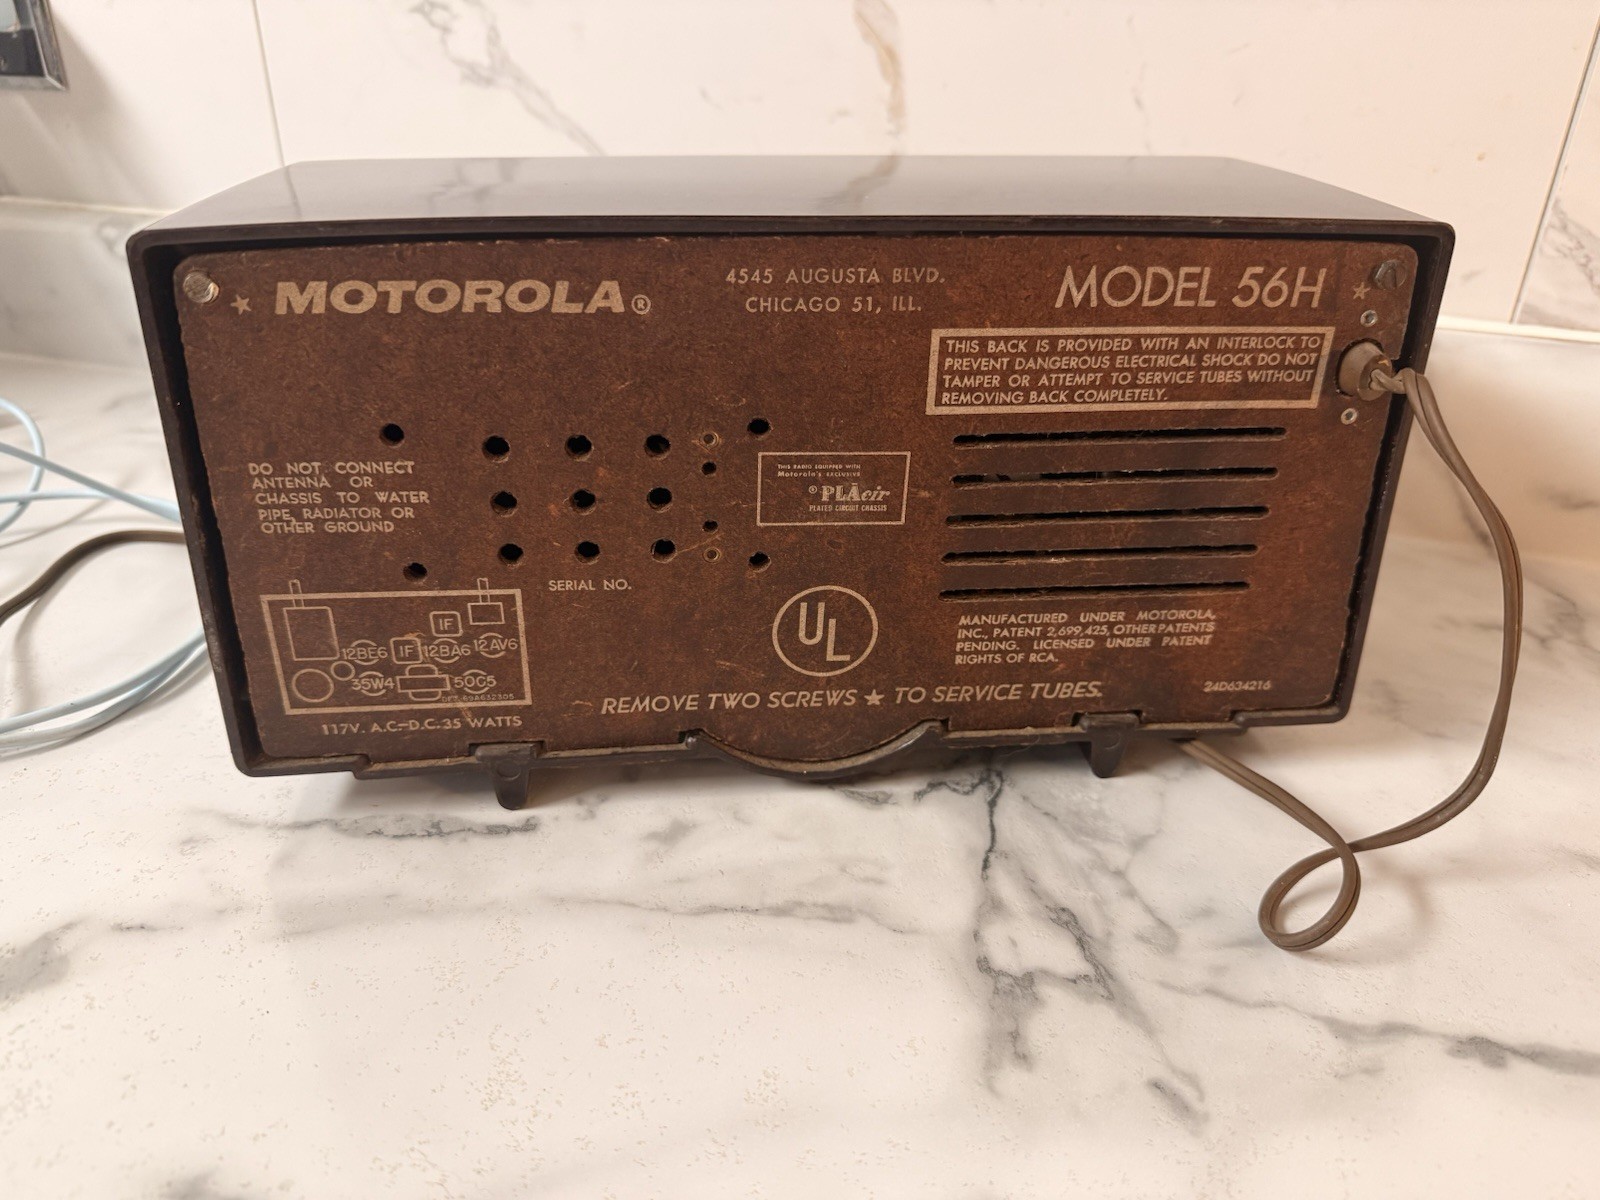 MOTOROLA®
4545 AUGUSTA BLVD.
CHICAGO 51, ILL.
MODEL 56H
THIS BACK IS PROVIDED WITH AN INTERLOCK TO
PREVENT DANGEROUS ELECTRICAL SHOCK DO NOT
TAMPER OR ATTEMPT TO SERVICE TUBES WITHOUT
REMOVING BACK COMPLETELY.
DO NOT CONNECT
ANTENNA OR
CHASSIS TO WATER
PIPE, RADIATOR OR
OTHER GROUND
THIS RADIO EQUIPPED WITH
Motorola's EXCLUSIVE
® PLAcir
PLATED CIRCUIT CHASSIS
SERIAL NO.
IF
12BE6 IF 12BA6 12AV6
35W4 50C5
117V. A.C.-D.C. 35 WATTS
UL
MANUFACTURED UNDER MOTOROLA,
INC., PATENT 2,699,425, OTHER PATENTS
PENDING. LICENSED UNDER PATENT
RIGHTS OF RCA.
REMOVE TWO SCREWS ★ TO SERVICE TUBES.
24D634216